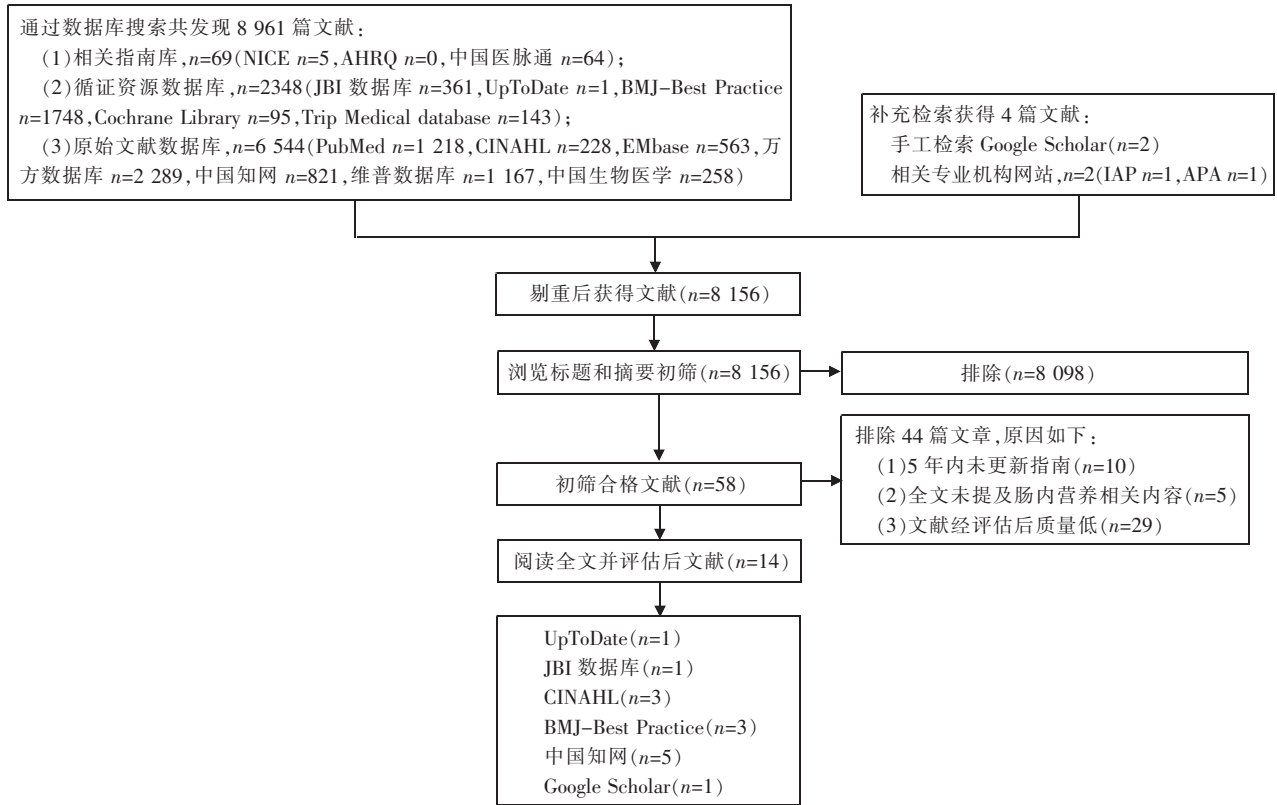 通过数据库搜索共发现 8 961 篇文献：
(1)相关指南库,n=69(NICE n=5,AHRQ n=0,中国医脉通 n=64)；
(2)循证资源数据库,n=2348(JBI 数据库 n=361,UpToDate n=1,BMJ-Best Practice
n=1748,Cochrane Library n=95,Trip Medical database n=143)；
(3)原始文献数据库,n=6 544(PubMed n=1 218,CINAHL n=228,EMbase n=563,万
方数据库 n=2 289,中国知网 n=821,维普数据库 n=1 167,中国生物医学 n=258)
补充检索获得 4 篇文献：
手工检索 Google Scholar(n=2)
相关专业机构网站,n=2(IAP n=1,APA n=1)
剔重后获得文献(n=8 156)
浏览标题和摘要初筛(n=8 156)
排除(n=8 098)
初筛合格文献(n=58)
排除 44 篇文章,原因如下：
(1)5 年内未更新指南(n=10)
(2)全文未提及肠内营养相关内容(n=5)
(3)文献经评估后质量低(n=29)
阅读全文并评估后文献(n=14)
UpToDate(n=1)
JBI 数据库(n=1)
CINAHL(n=3)
BMJ-Best Practice(n=3)
中国知网(n=5)
Google Scholar(n=1)